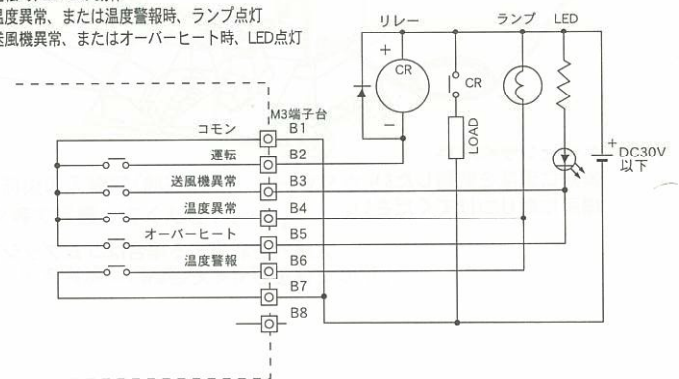 温度異常、または温度警報時、ランプ点灯
送風機異常、またはオーバーヒート時、LED点灯
リレー
ランプ
LED
+
CR
−
CR
LOAD
+
DC30V
以下
M3端子台
コモン
B1
運転
B2
送風機異常
B3
温度異常
B4
オーバーヒート
B5
温度警報
B6
B7
B8